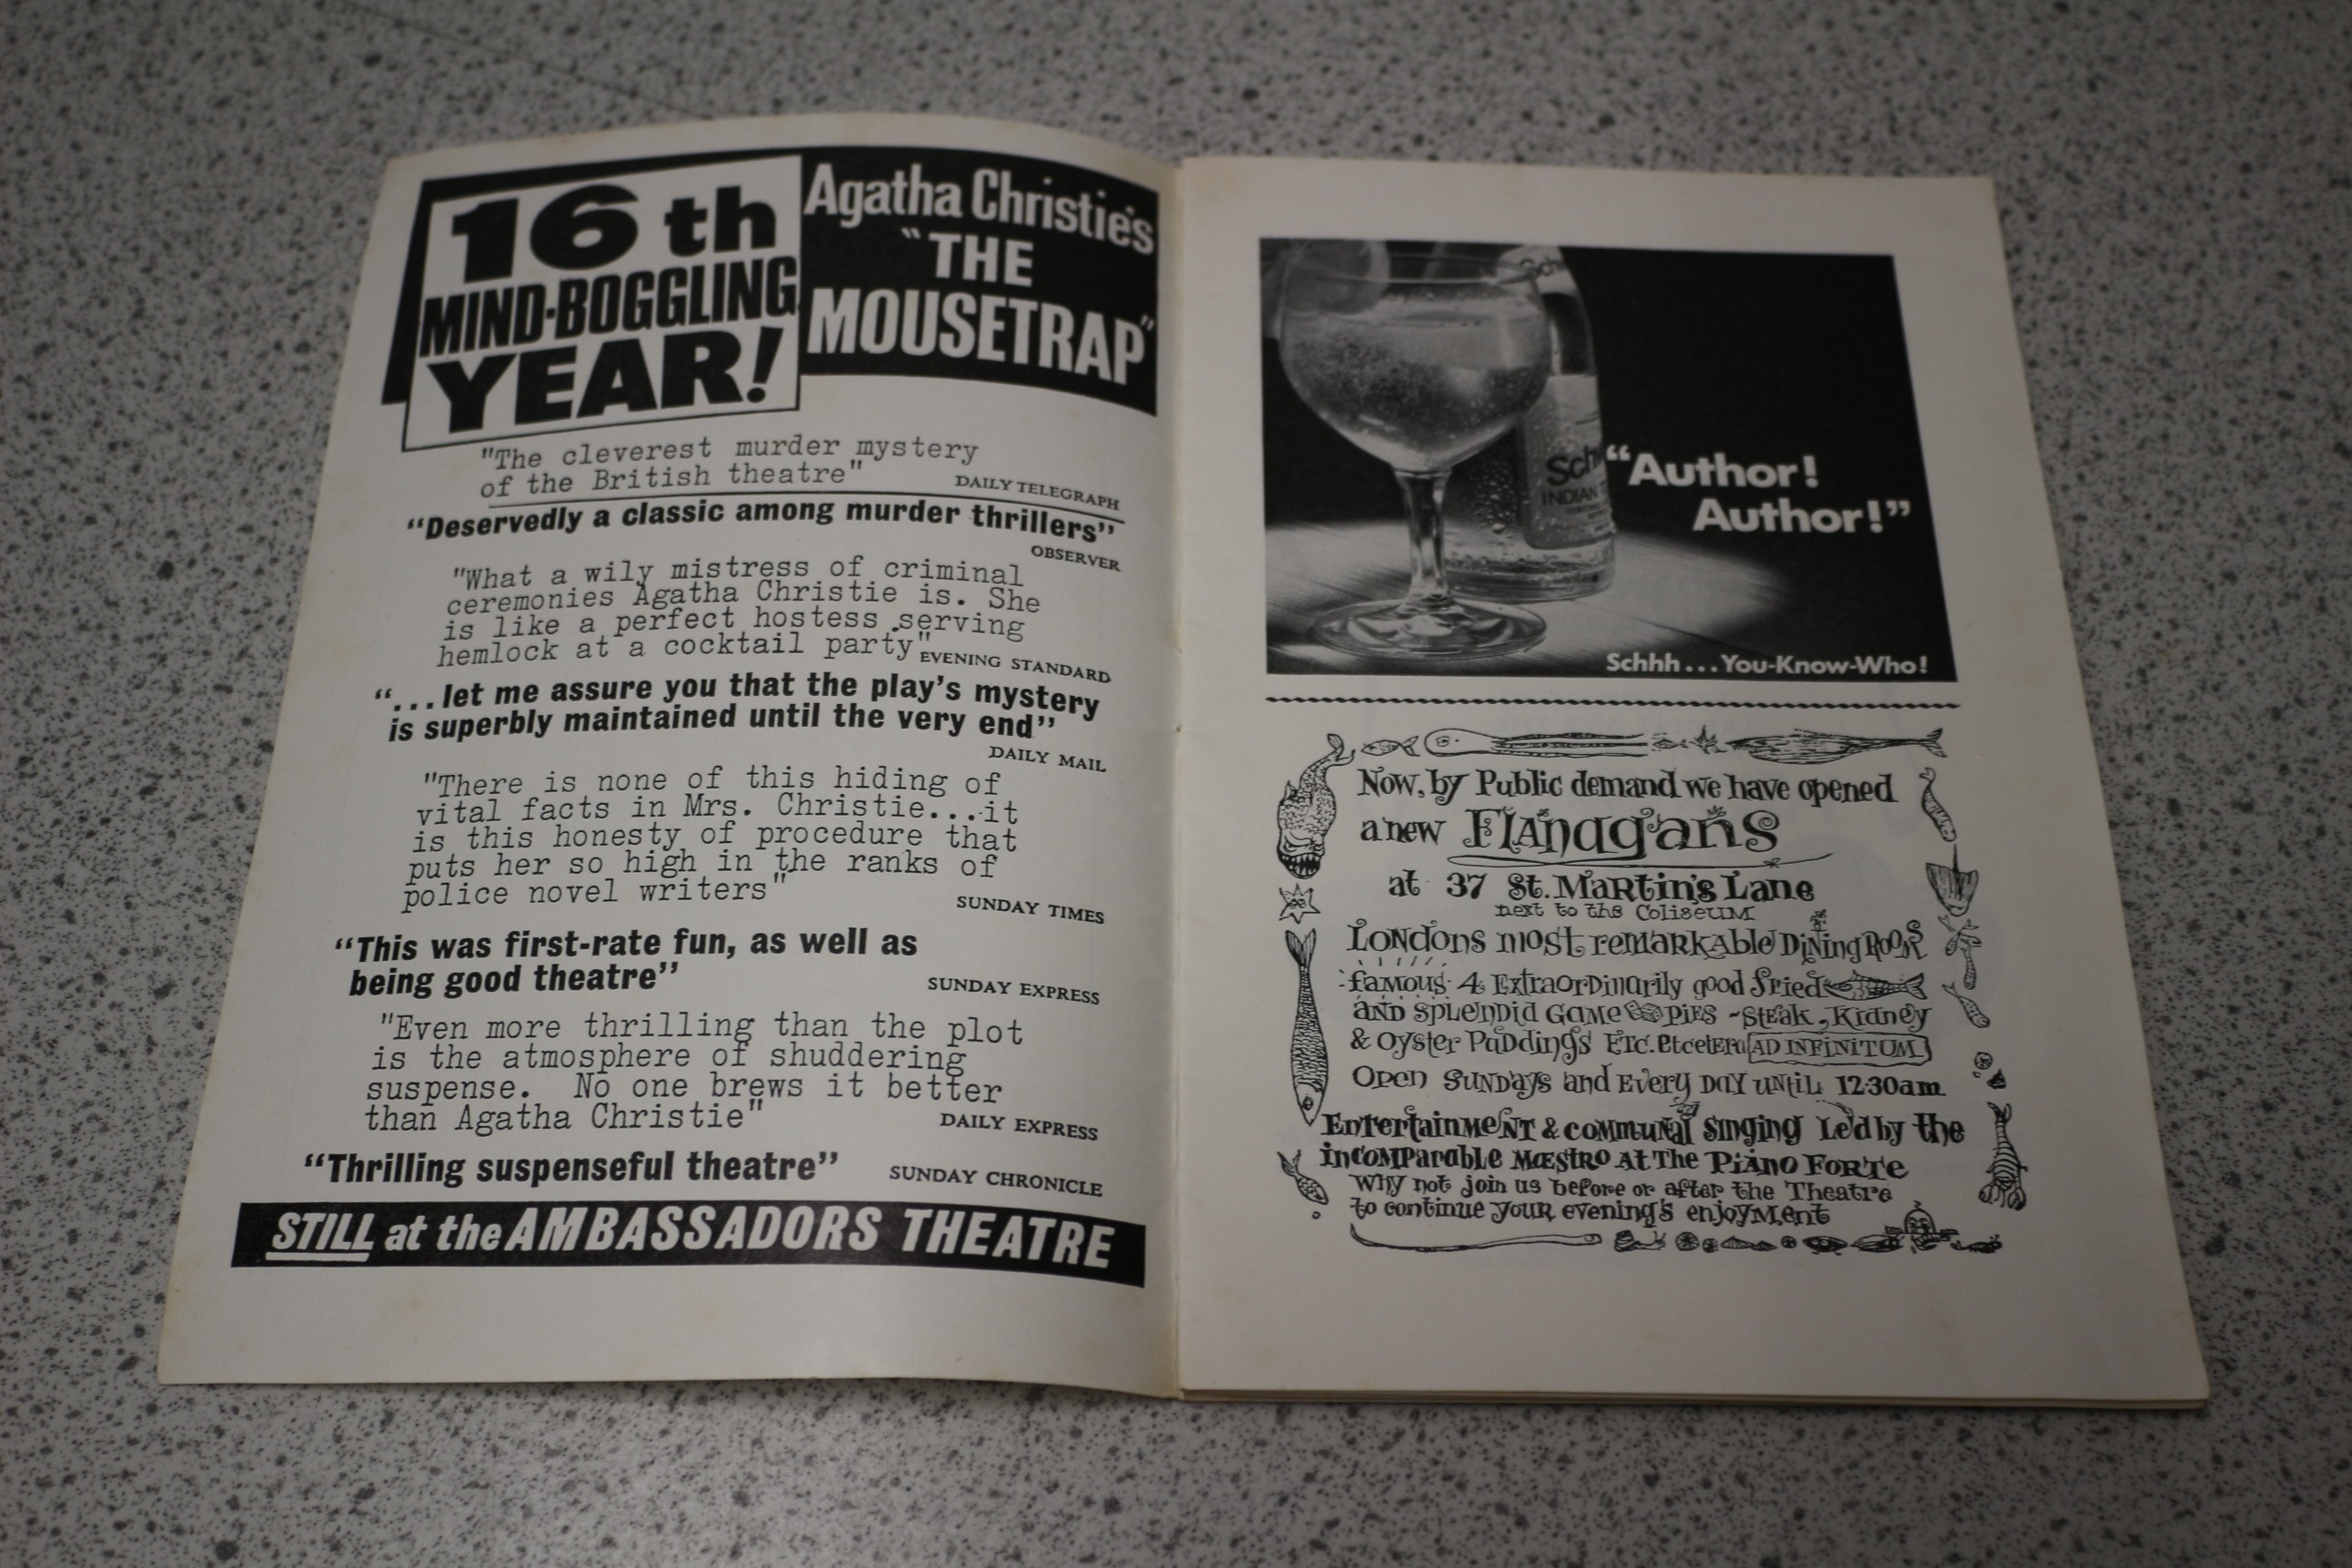 16th
MIND-BOGGLING
YEAR!
Agatha Christie's
"THE
MOUSETRAP"
"The cleverest murder mystery
of the British theatre"
DAILY TELEGRAPH
"Deservedly a classic among murder thrillers"
OBSERVER
"What a wily mistress of criminal
ceremonies Agatha Christie is. She
is like a perfect hostess serving
hemlock at a cocktail party"
EVENING STANDARD
"...let me assure you that the play's mystery
is superbly maintained until the very end"
DAILY MAIL
"There is none of this hiding of
vital facts in Mrs. Christie...it
is this honesty of procedure that
puts her so high in the ranks of
police novel writers"
SUNDAY TIMES
"This was first-rate fun, as well as
being good theatre"
SUNDAY EXPRESS
"Even more thrilling than the plot
is the atmosphere of shuddering
suspense. No one brews it better
than Agatha Christie"
DAILY EXPRESS
"Thrilling suspenseful theatre"
SUNDAY CHRONICLE
STILL at the AMBASSADORS THEATRE
Sch
Sch
INDIAN
"Author!
Author!"
Schhh...You-Know-Who!
Now, by Public demand we have opened
a new Flanagans
at 37 St. Martin's Lane
next to the Coliseum
Londons most remarkable Dining Room
famous 4 Extraordinarily good fried
and splendid Game Pies - Steak, Kidney
& Oyster Puddings Etc. Etcetera AD INFINITUM
Open Sundays and Every Day until 12.30am
Entertainment & communal singing Led by the
incomparable Mæstro At The Piano Forte
Why not join us before or after the Theatre
to continue your evening's enjoyment